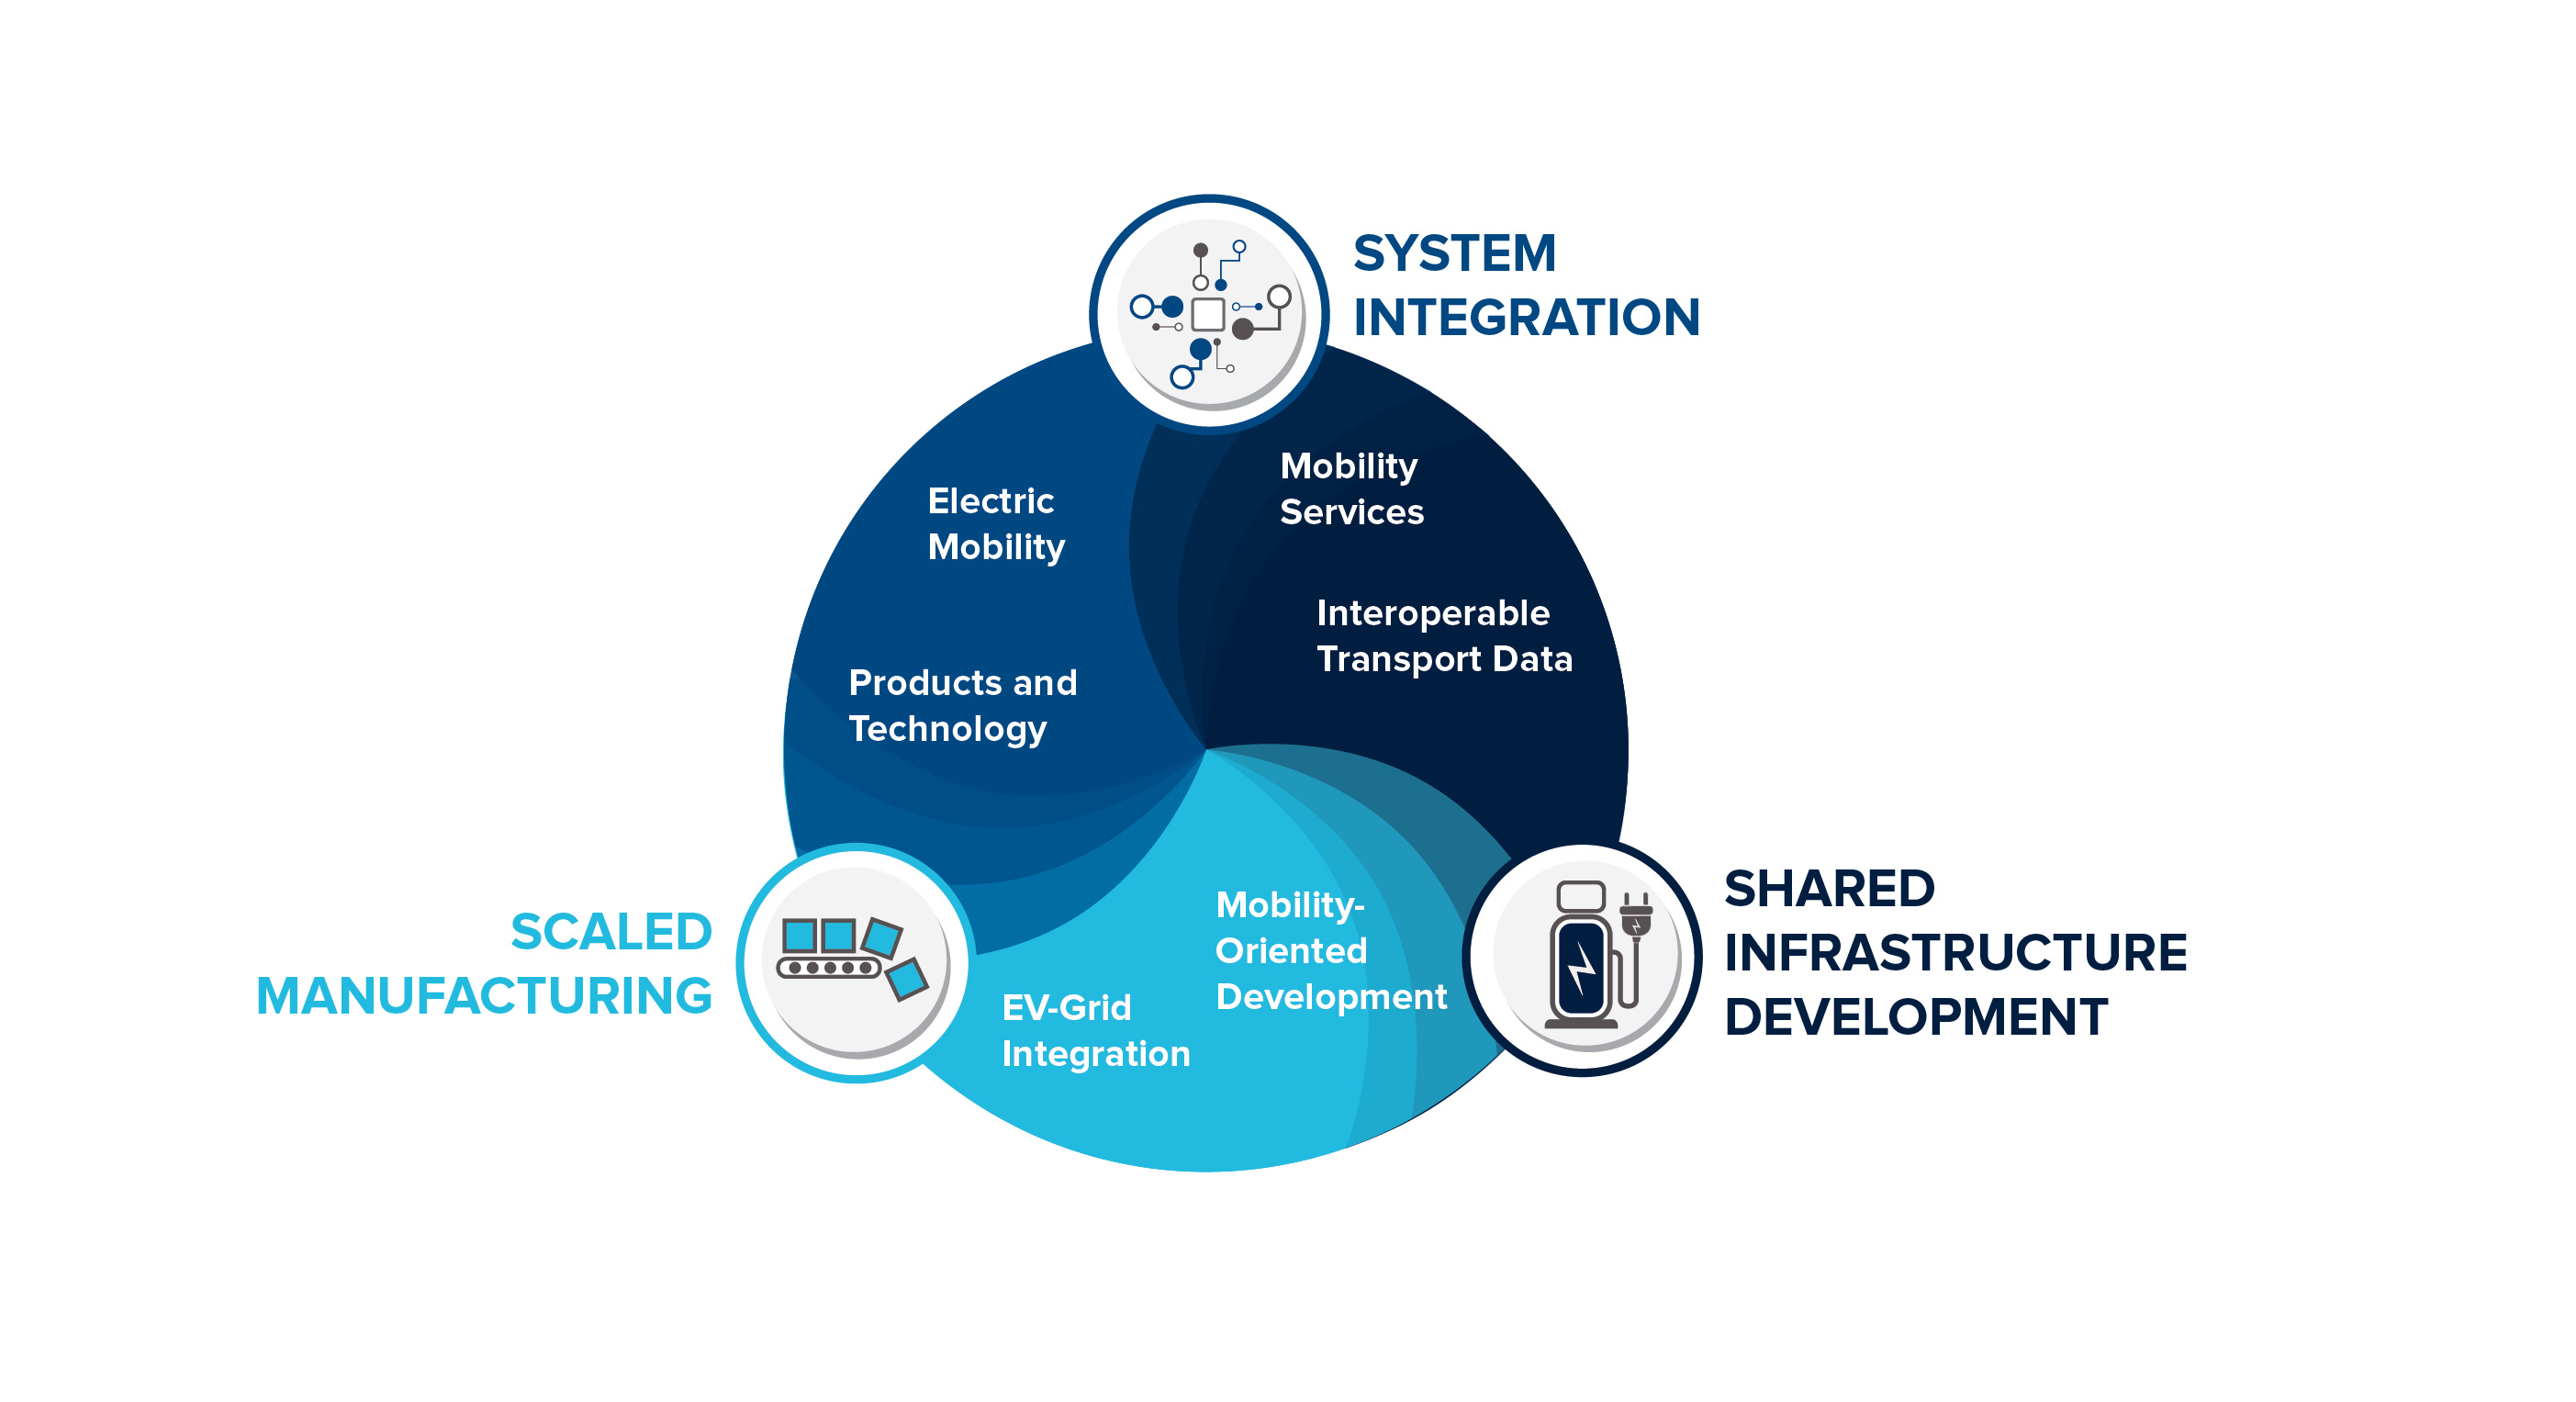 SYSTEM
INTEGRATION
Electric
Mobility
Mobility
Services
Interoperable
Transport Data
Products and
Technology
SCALED
MANUFACTURING
EV-Grid
Integration
Mobility-
Oriented
Development
SHARED
INFRASTRUCTURE
DEVELOPMENT